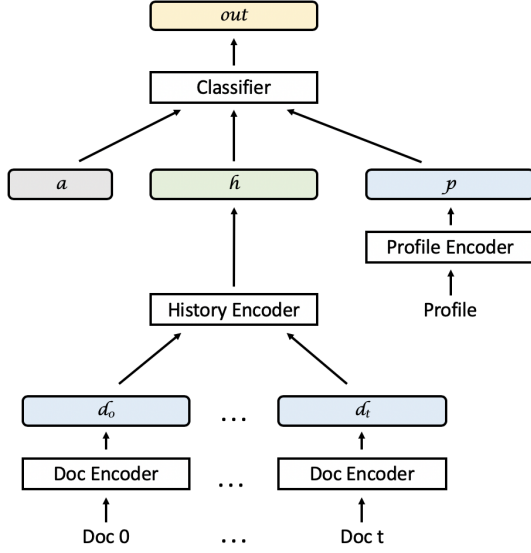 out
Classifier
a h p
Profile Encoder
History Encoder
Profile
d₀ ... dₜ
Doc Encoder ... Doc Encoder
Doc 0 ... Doc t